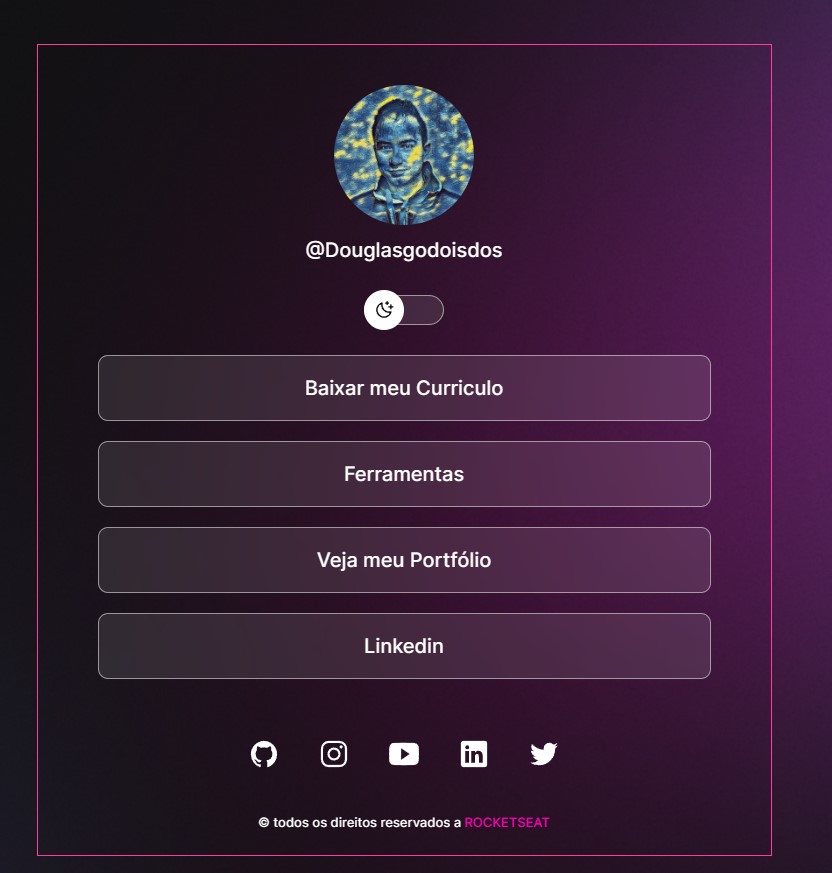 @Douglasgodoisdos
Baixar meu Curriculo
Ferramentas
Veja meu Portfólio
Linkedin
© todos os direitos reservados a ROCKETSEAT